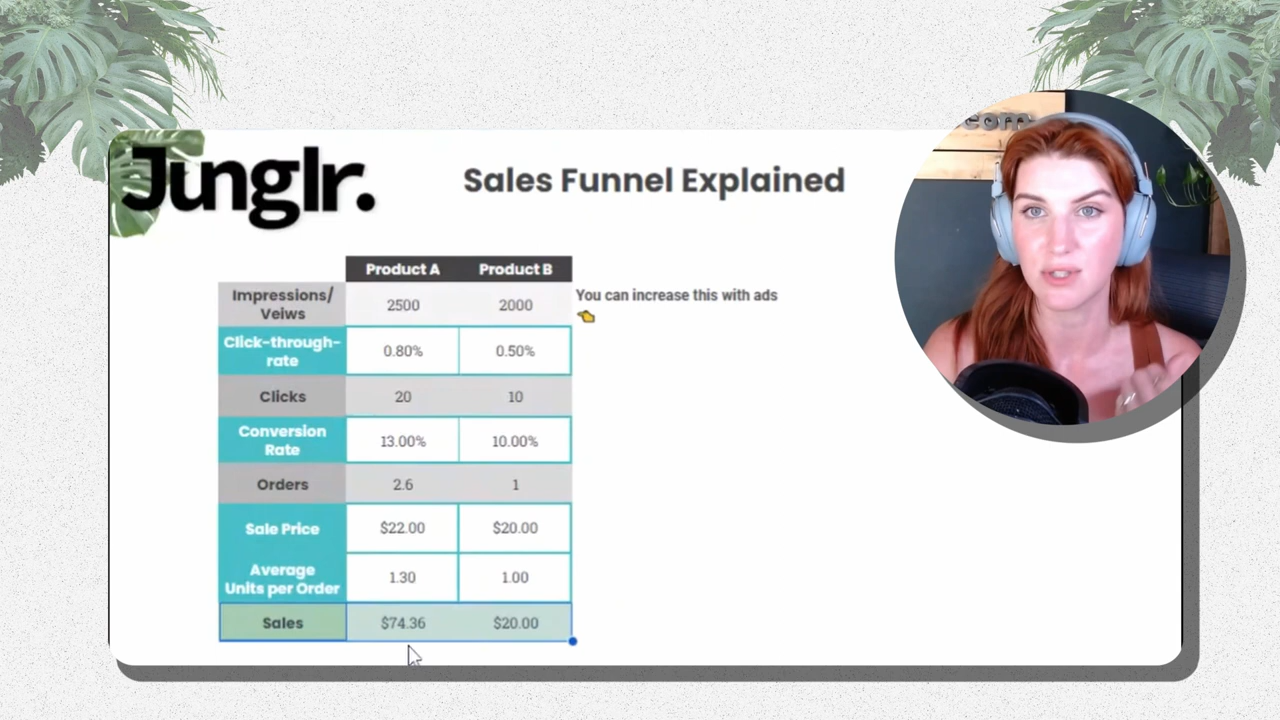 Junglr.
Sales Funnel Explained
.com
Product A Product B
Impressions/
Veiws
2500 2000
You can increase this with ads
Click-through-
rate
0.80% 0.50%
Clicks 20 10
Conversion
Rate
13.00% 10.00%
Orders 2.6 1
Sale Price $22.00 $20.00
Average
Units per Order
1.30 1.00
Sales $74.36 $20.00